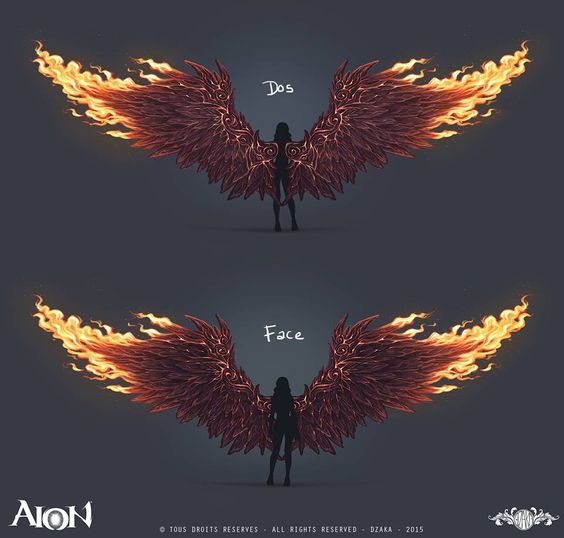 Dos
Face
AION
© TOUS DROITS RESERVES - ALL RIGHTS RESERVED - DZAKA - 2015